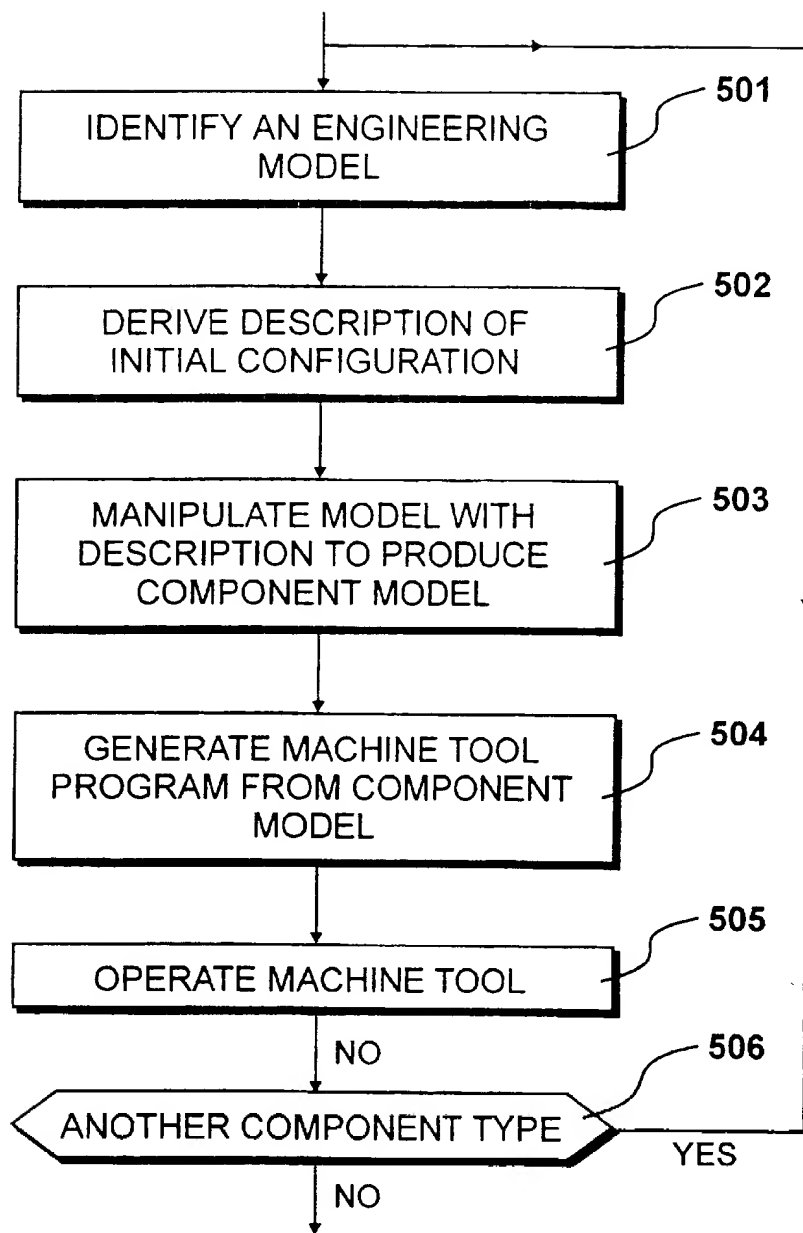 501
IDENTIFY AN ENGINEERING
MODEL
502
DERIVE DESCRIPTION OF
INITIAL CONFIGURATION
503
MANIPULATE MODEL WITH
DESCRIPTION TO PRODUCE
COMPONENT MODEL
504
GENERATE MACHINE TOOL
PROGRAM FROM COMPONENT
MODEL
505
OPERATE MACHINE TOOL
NO
506
ANOTHER COMPONENT TYPE
YES
NO